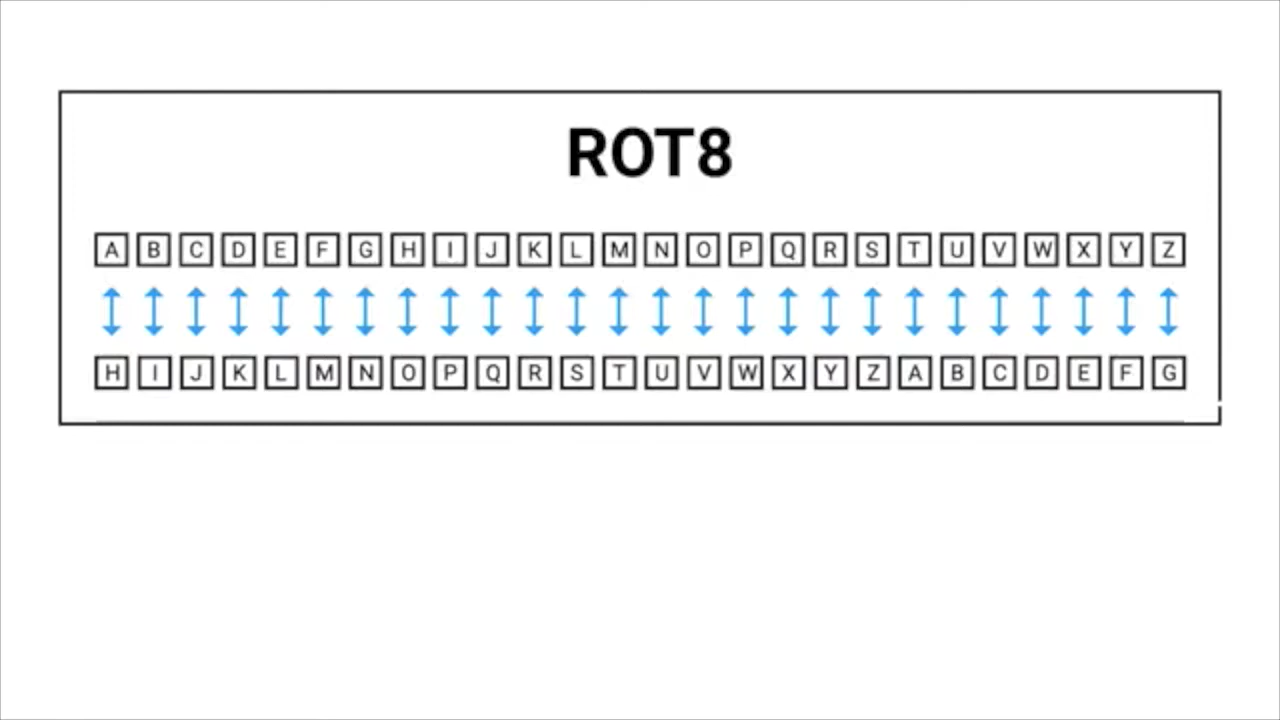 ROT8
A B C D E F G H I J K L M N O P Q R S T U V W X Y Z
H I J K L M N O P Q R S T U V W X Y Z A B C D E F G